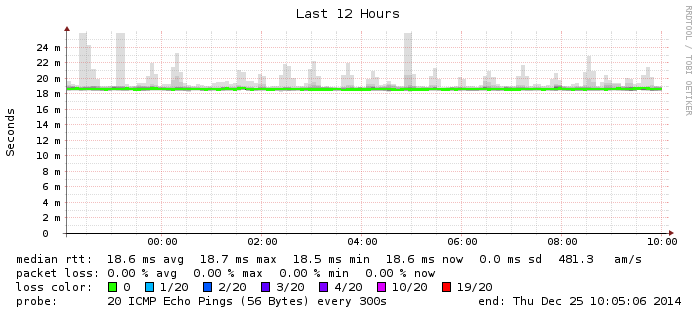 Last 12 Hours
RRDTOOL / TOBI OETIKER
Seconds
24 m
22 m
20 m
18 m
16 m
14 m
12 m
10 m
8 m
6 m
4 m
2 m
0
00:00 02:00 04:00 06:00 08:00 10:00
median rtt: 18.6 ms avg 18.7 ms max 18.5 ms min 18.6 ms now 0.0 ms sd 481.3 am/s
packet loss: 0.00 % avg 0.00 % max 0.00 % min 0.00 % now
loss color: 0 1/20 2/20 3/20 4/20 10/20 19/20
probe: 20 ICMP Echo Pings (56 Bytes) every 300s end: Thu Dec 25 10:05:06 2014